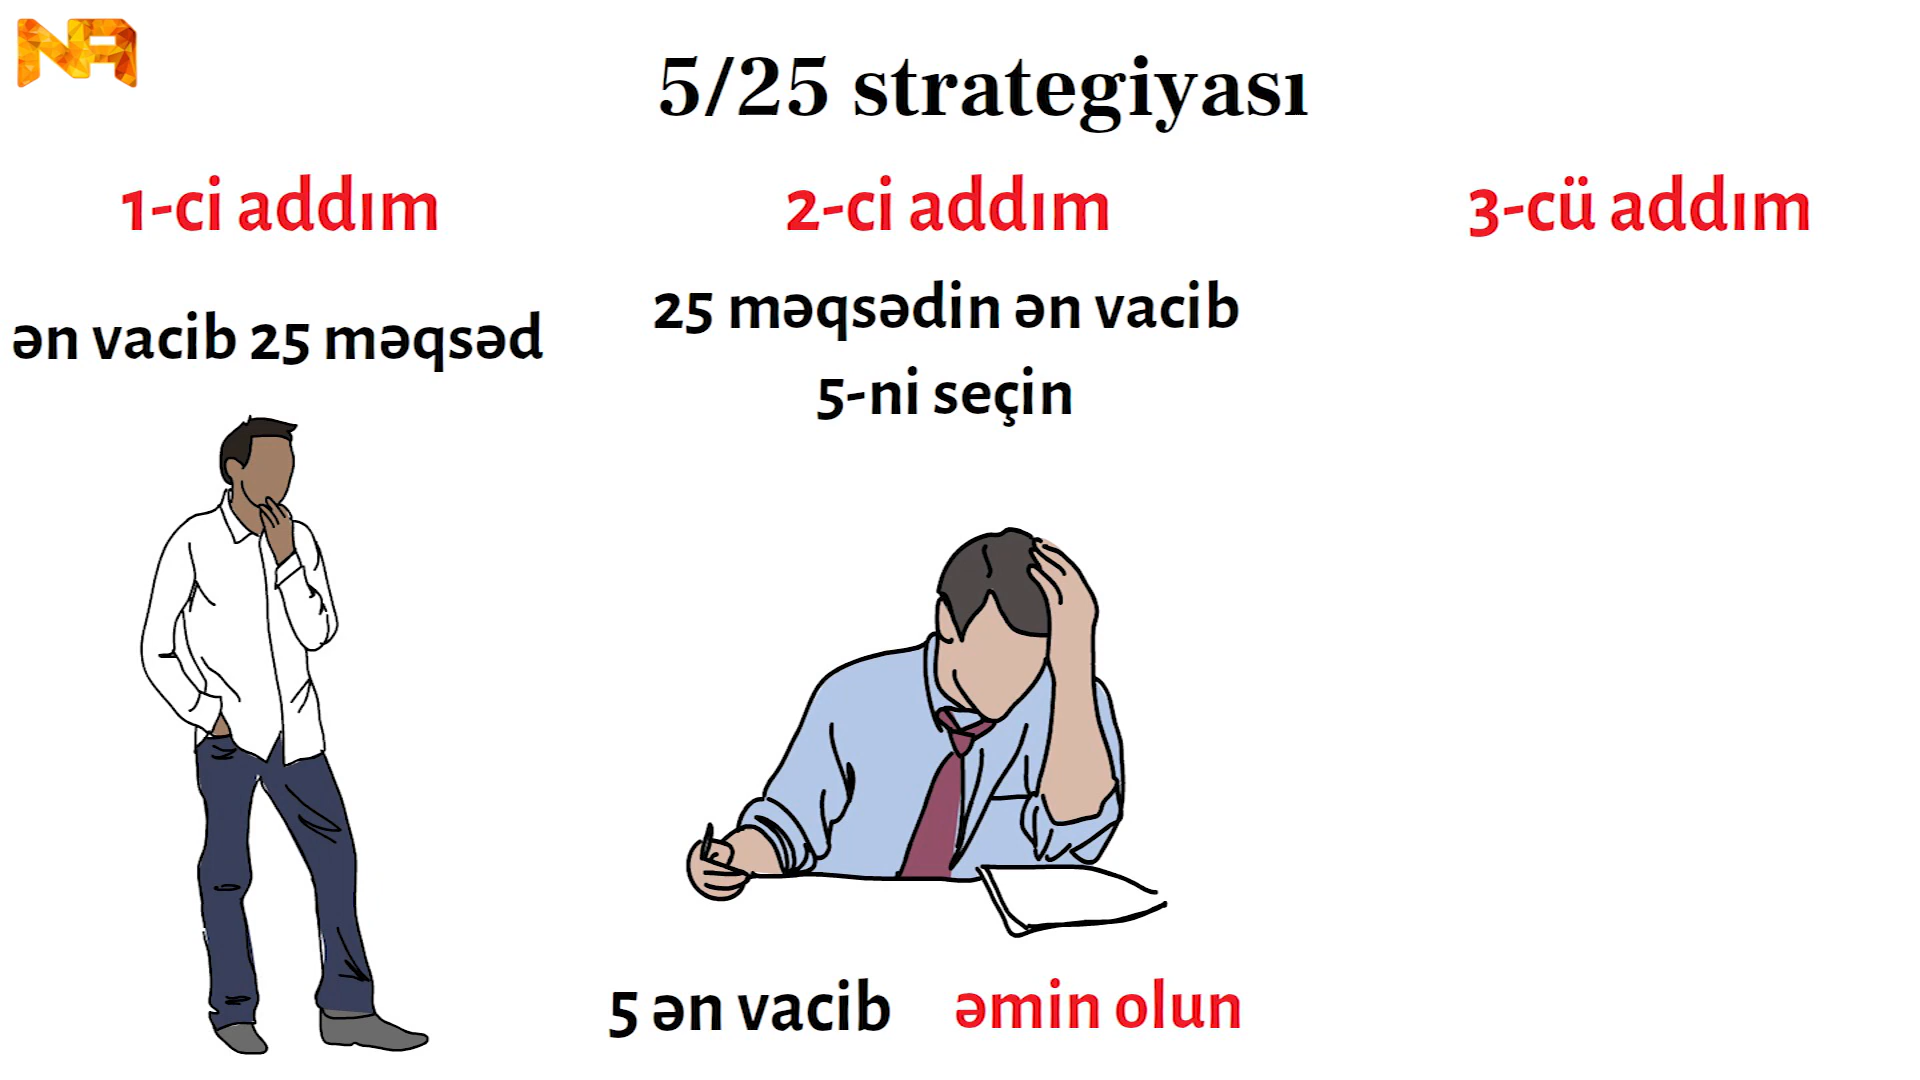 NA
5/25 strategiyası
1-ci addım
2-ci addım
3-cü addım
ən vacib 25 məqsəd
25 məqsədin ən vacib
5-ni seçin
5 ən vacib əmin olun